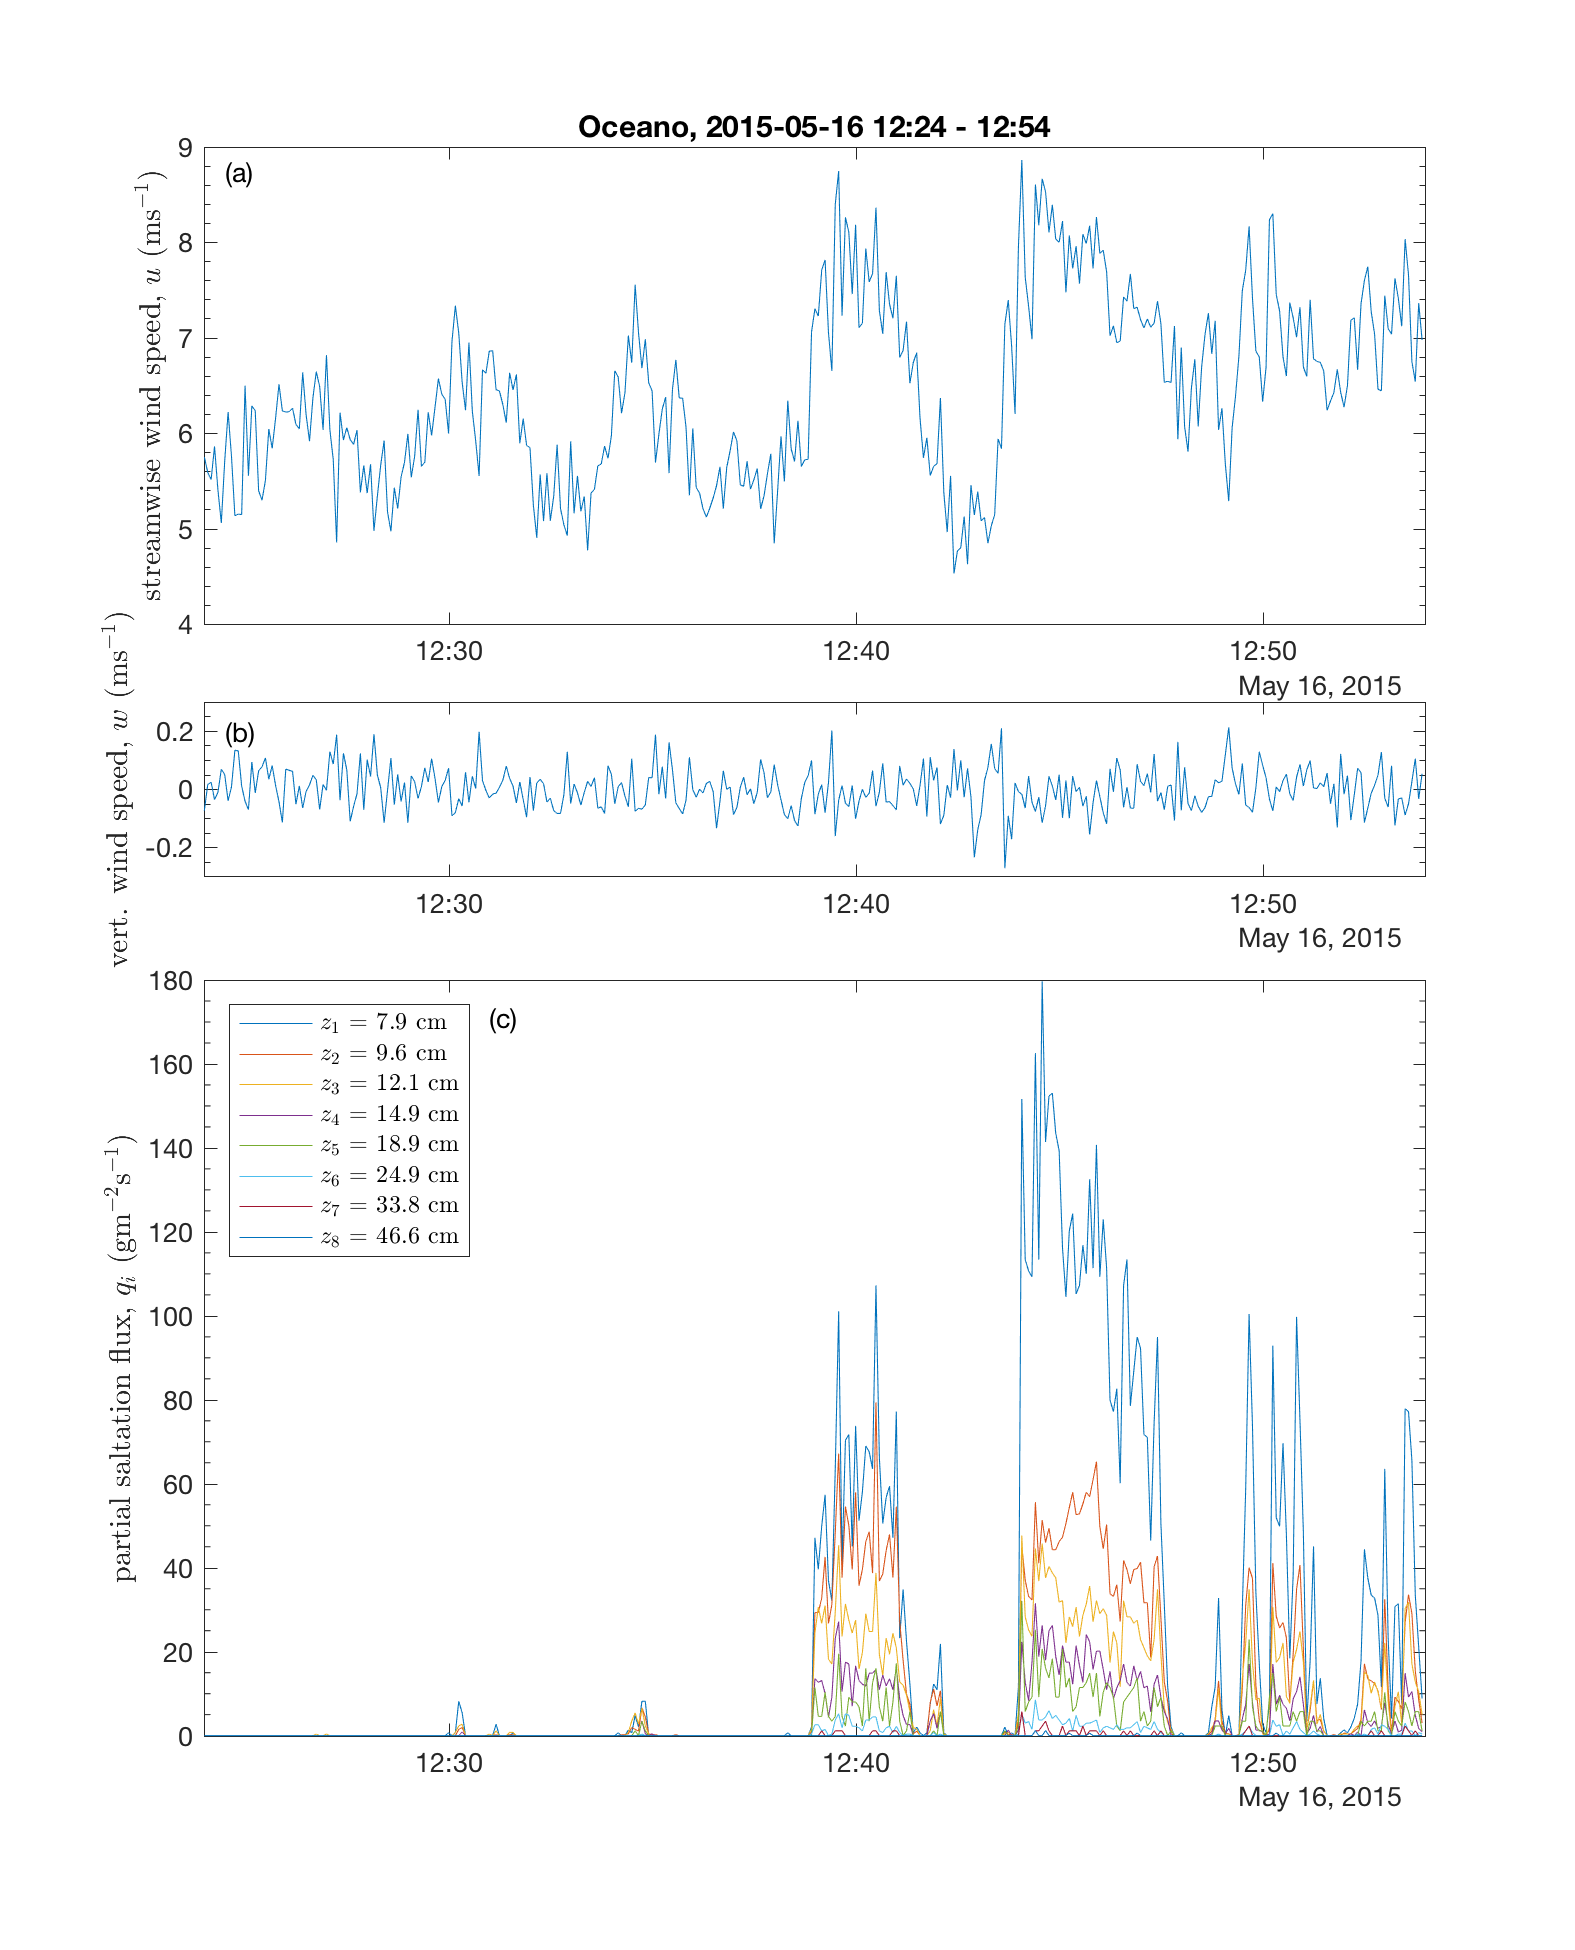 Oceano, 2015-05-16 12:24 - 12:54
(a)
streamwise wind speed, u (ms⁻¹)
9
8
7
6
5
4
12:30 12:40 12:50
May 16, 2015
(b)
vert. wind speed, w (ms⁻¹)
0.2
0
-0.2
12:30 12:40 12:50
May 16, 2015
(c)
partial saltation flux, qᵢ (gm⁻²s⁻¹)
180
160
140
120
100
80
60
40
20
0
z₁ = 7.9 cm
z₂ = 9.6 cm
z₃ = 12.1 cm
z₄ = 14.9 cm
z₅ = 18.9 cm
z₆ = 24.9 cm
z₇ = 33.8 cm
z₈ = 46.6 cm
12:30 12:40 12:50
May 16, 2015